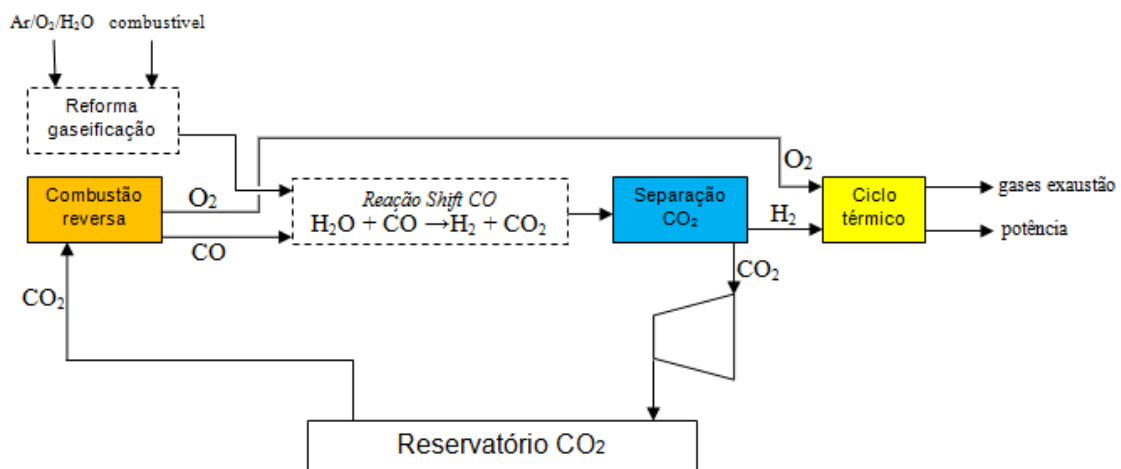 Ar/O₂/H₂O combustivel
Reforma
gaseificação
Combustão
reversa
O₂
CO
CO₂
Reação Shift CO
H₂O + CO →H₂ + CO₂
Separação
CO₂
O₂
H₂
CO₂
Ciclo
térmico
gases exaustão
potência
Reservatório CO₂